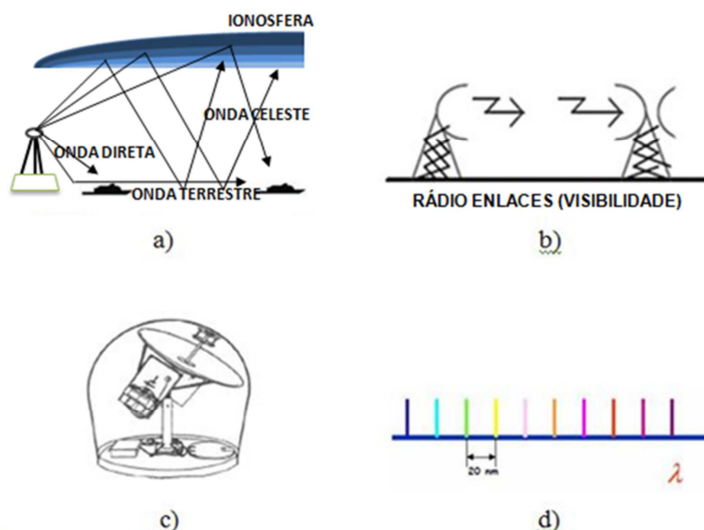 IONOSFERA
ONDA CELESTE
ONDA DIRETA
ONDA TERRESTRE
a)
RÁDIO ENLACES (VISIBILIDADE)
b)
c)
20 nm
λ
d)